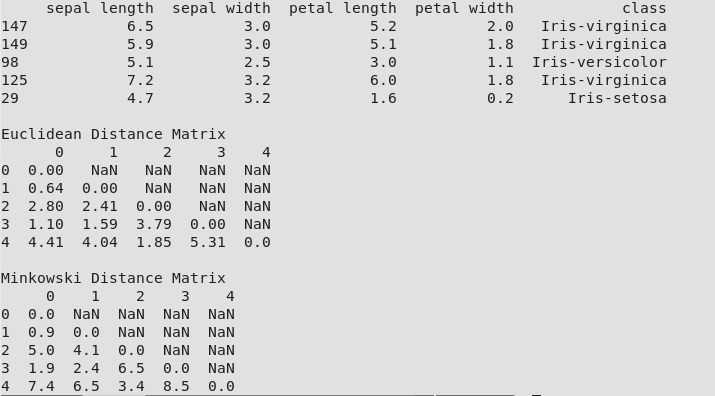 sepal length sepal width petal length petal width class
147 6.5 3.0 5.2 2.0 Iris-virginica
149 5.9 3.0 5.1 1.8 Iris-virginica
98 5.1 2.5 3.0 1.1 Iris-versicolor
125 7.2 3.2 6.0 1.8 Iris-virginica
29 4.7 3.2 1.6 0.2 Iris-setosa
Euclidean Distance Matrix
0 1 2 3 4
0 0.00 NaN NaN NaN NaN
1 0.64 0.00 NaN NaN NaN
2 2.80 2.41 0.00 NaN NaN
3 1.10 1.59 3.79 0.00 NaN
4 4.41 4.04 1.85 5.31 0.0
Minkowski Distance Matrix
0 1 2 3 4
0 0.0 NaN NaN NaN NaN
1 0.9 0.0 NaN NaN NaN
2 5.0 4.1 0.0 NaN NaN
3 1.9 2.4 6.5 0.0 NaN
4 7.4 6.5 3.4 8.5 0.0